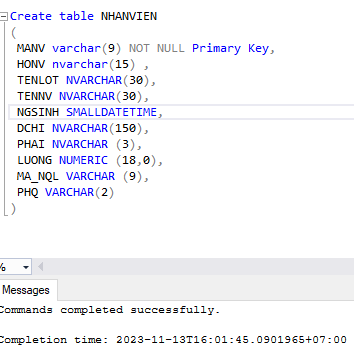 Create table NHANVIEN
(
MANV varchar(9) NOT NULL Primary Key,
HONV nvarchar(15) ,
TENLOT NVARCHAR(30),
TENNV NVARCHAR(30),
NGSINH SMALLDATETIME,
DCHI NVARCHAR(150),
PHAI NVARCHAR (3),
LUONG NUMERIC (18,0),
MA_NQL VARCHAR (9),
PHQ VARCHAR(2)
)
%
Messages
Commands completed successfully.
Completion time: 2023-11-13T16:01:45.0901965+07:00